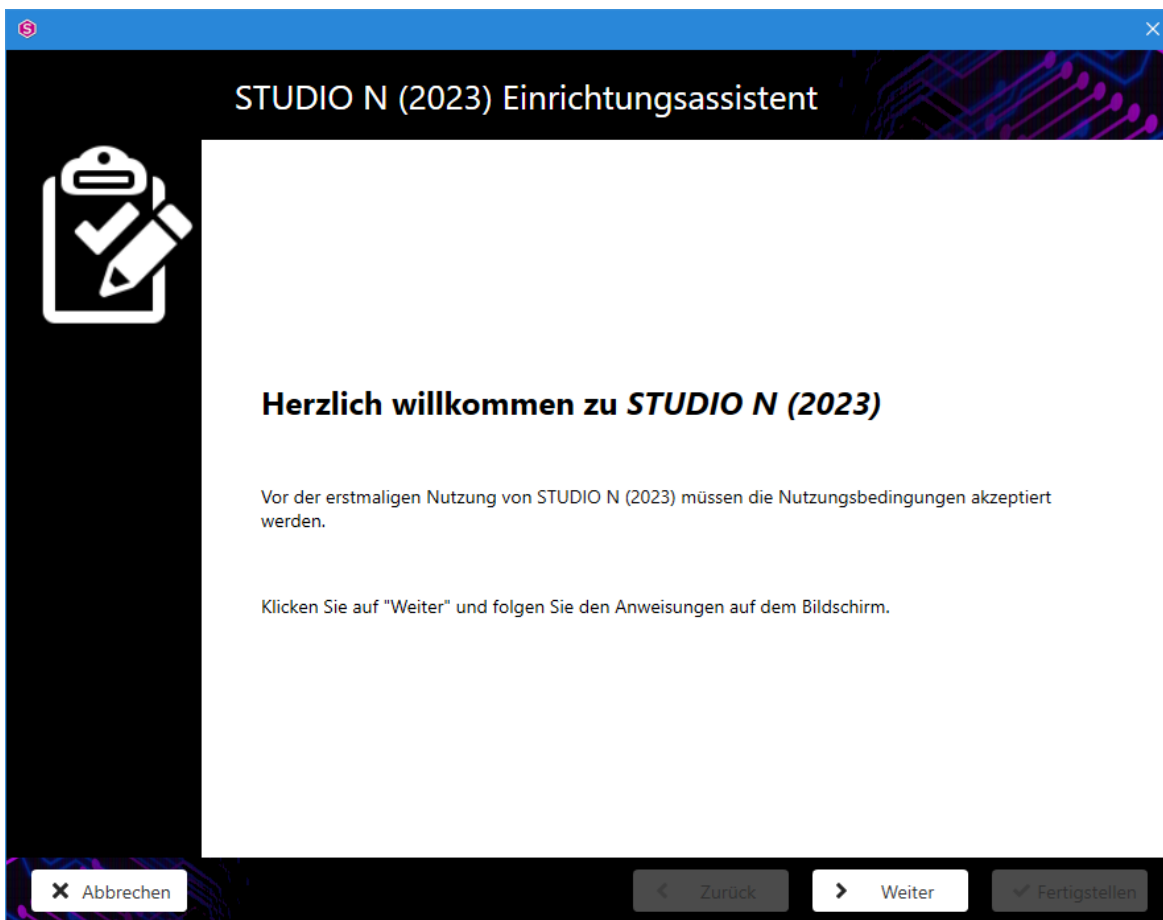 S
STUDIO N (2023) Einrichtungsassistent
Herzlich willkommen zu STUDIO N (2023)
Vor der erstmaligen Nutzung von STUDIO N (2023) müssen die Nutzungsbedingungen akzeptiert
werden.
Klicken Sie auf "Weiter" und folgen Sie den Anweisungen auf dem Bildschirm.
Abbrechen
Zurück
Weiter
Fertigstellen